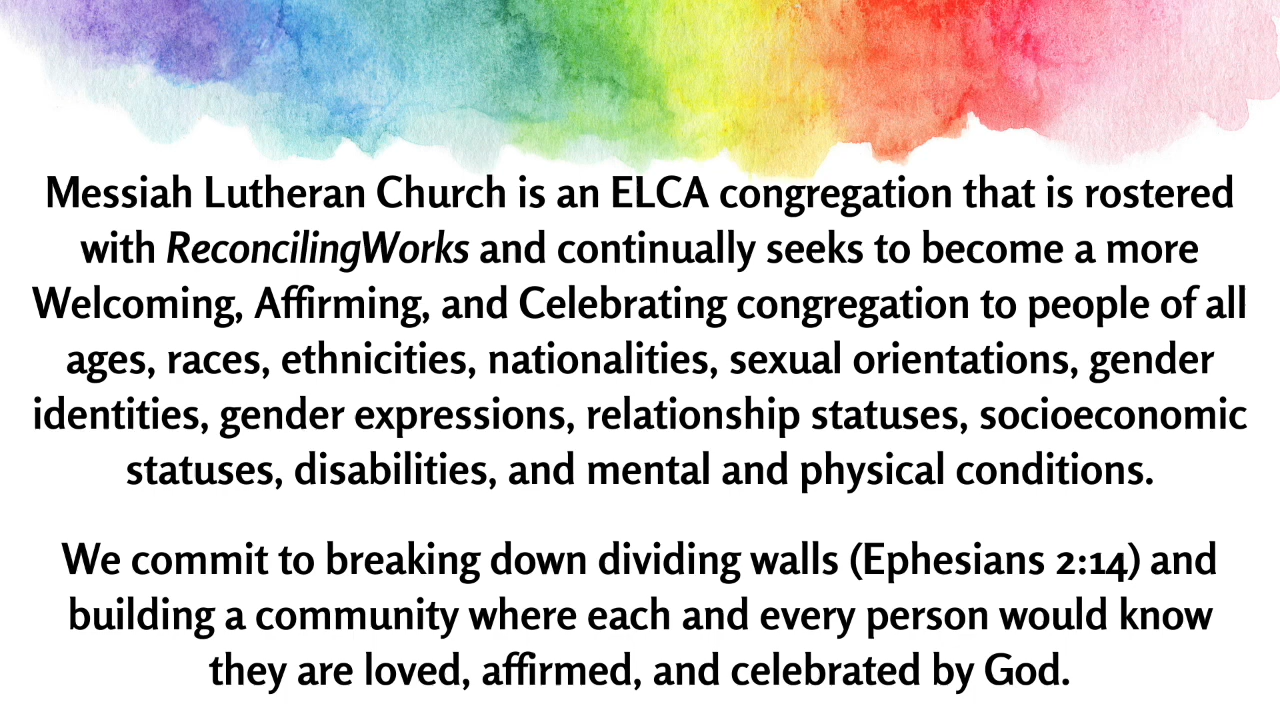 Messiah Lutheran Church is an ELCA congregation that is rostered
with ReconcilingWorks and continually seeks to become a more
Welcoming, Affirming, and Celebrating congregation to people of all
ages, races, ethnicities, nationalities, sexual orientations, gender
identities, gender expressions, relationship statuses, socioeconomic
statuses, disabilities, and mental and physical conditions.
We commit to breaking down dividing walls (Ephesians 2:14) and
building a community where each and every person would know
they are loved, affirmed, and celebrated by God.